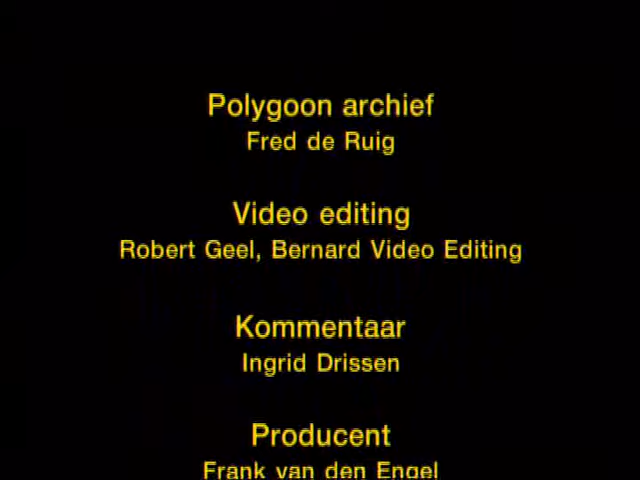 Polygoon archief
Fred de Ruig
Video editing
Robert Geel, Bernard Video Editing
Kommentaar
Ingrid Drissen
Producent
Frank van den Engel